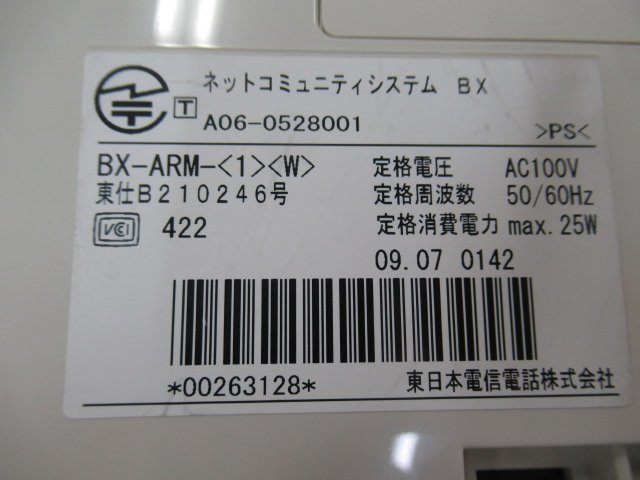 ネットコミュニティシステム BX
T A06-0528001
>PS<
BX-ARM-<1><W>
定格電圧 AC100V
東仕B210246号
定格周波数 50/60Hz
VCI 422
定格消費電力 max. 25W
09.07 0142
*00263128*
東日本電信電話株式会社